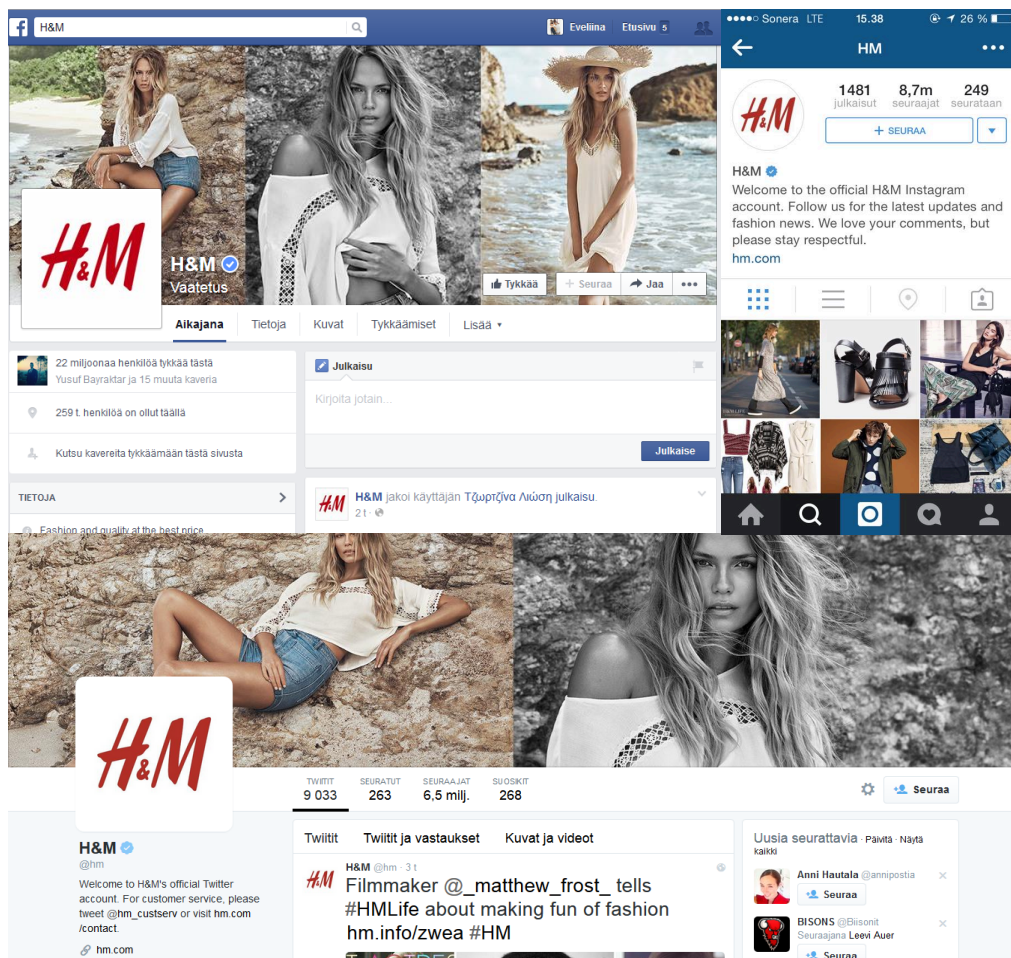 H&M
Eveliina
Etusivu 5
H&M
H&M
Vaatetus
Tykkää
+ Seuraa
Jaa
Aikajana
Tietoja
Kuvat
Tykkäämiset
Lisää
22 miljoonaa henkilöä tykkää tästä
Yusuf Bayraktar ja 15 muuta kaveria
259 t. henkilöä on ollut täällä
Kutsu kavereita tykkäämään tästä sivusta
TIETOJA
Fashion and quality at the best price
Julkaisu
Kirjoita jotain...
Julkaise
H&M
H&M jakoi käyttäjän Τζωρτζίνα Λιώση julkaisu.
2 t
Sonera LTE 15.38 26 %
HM
H&M
1481 8,7m 249
julkaisut seuraajat seurataan
+ SEURAA
H&M
Welcome to the official H&M Instagram
account. Follow us for the latest updates and
fashion news. We love your comments, but
please stay respectful.
hm.com
H&M
TWIITIT SEURATUT SEURAAJAT SUOSIKIT
9 033 263 6,5 milj. 268
Seuraa
H&M
@hm
Welcome to H&M's official Twitter
account. For customer service, please
tweet @hm_custserv or visit hm.com
/contact.
hm.com
Twiitit Twiitit ja vastaukset Kuvat ja videot
H&M
H&M @hm · 3 t
Filmmaker @_matthew_frost_ tells
#HMLife about making fun of fashion
hm.info/zwea #HM
Uusia seurattavia · Päivitä · Näytä
kaikki
Anni Hautala @annipostia
Seuraa
BISONS @Biisonit
Seuraajana Leevi Auer
Seuraa